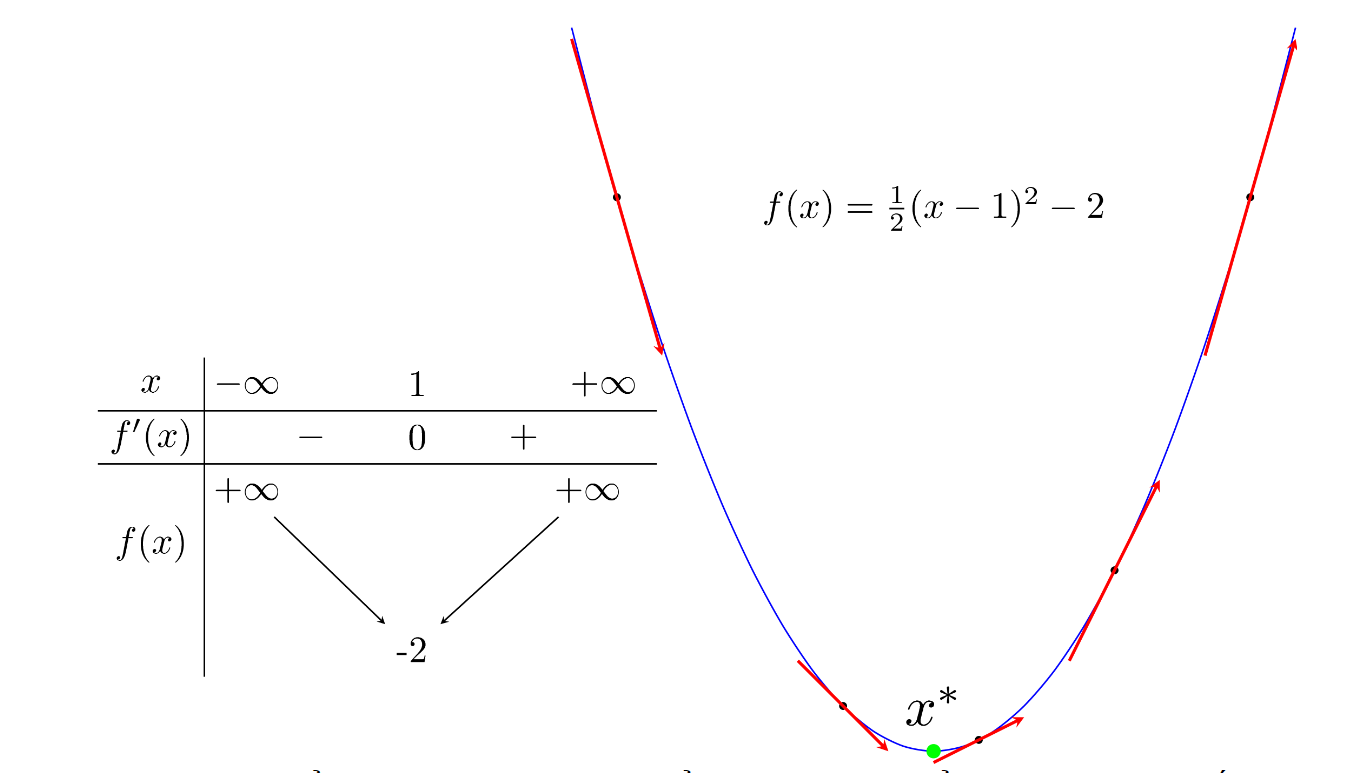 f(x) = 1/2(x − 1)² − 2
x −∞ 1 +∞
f′(x) − 0 +
+∞ +∞
f(x)
-2
x*